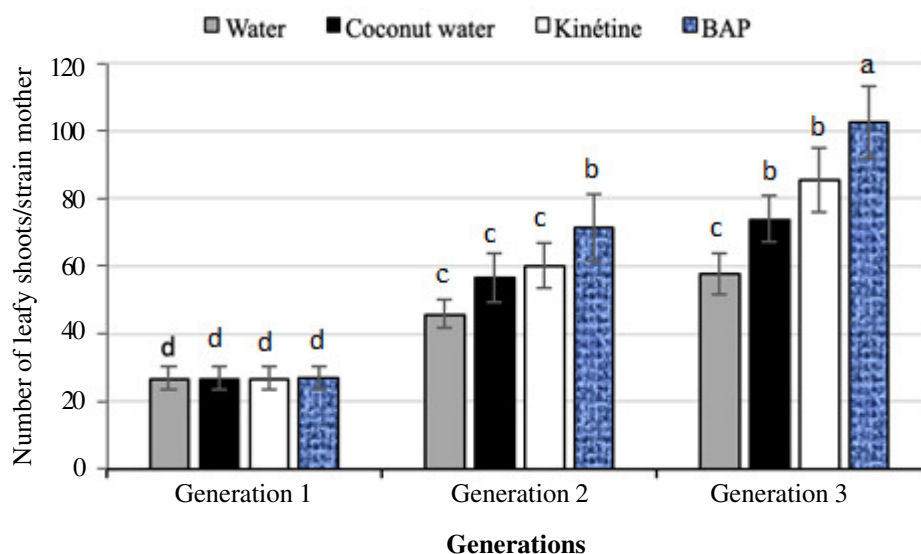 Water Coconut water Kinétine BAP
Number of leafy shoots/strain mother
120
100
80
60
40
20
0
d d d d
c c c b
c b b a
Generation 1 Generation 2 Generation 3
Generations